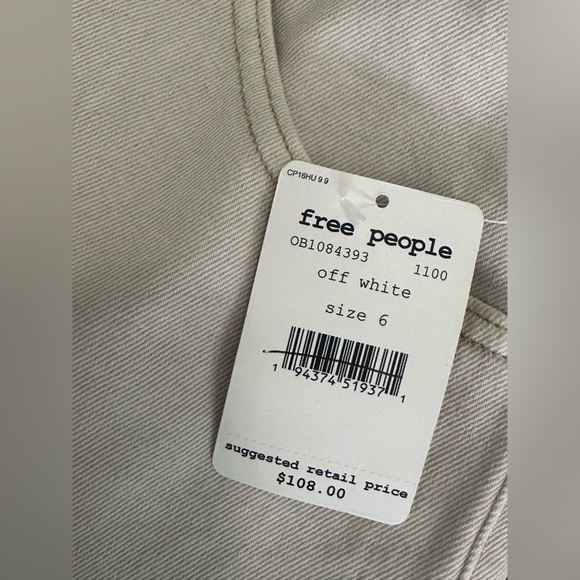 CP16HU 9 9
free people
OB1084393 1100
off white
size 6
1 94374 51937 1
suggested retail price
$108.00